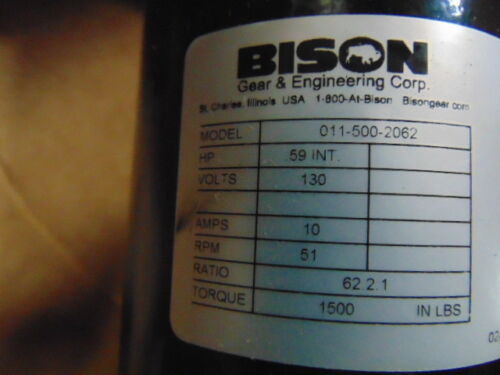 BISON
Gear & Engineering Corp.
St. Charles, Illinois USA 1-800-At-Bison Bisongear.com
MODEL 011-500-2062
HP .59 INT.
VOLTS 130
AMPS 10
RPM 51
RATIO 62.2.1
TORQUE 1500 IN LBS
02